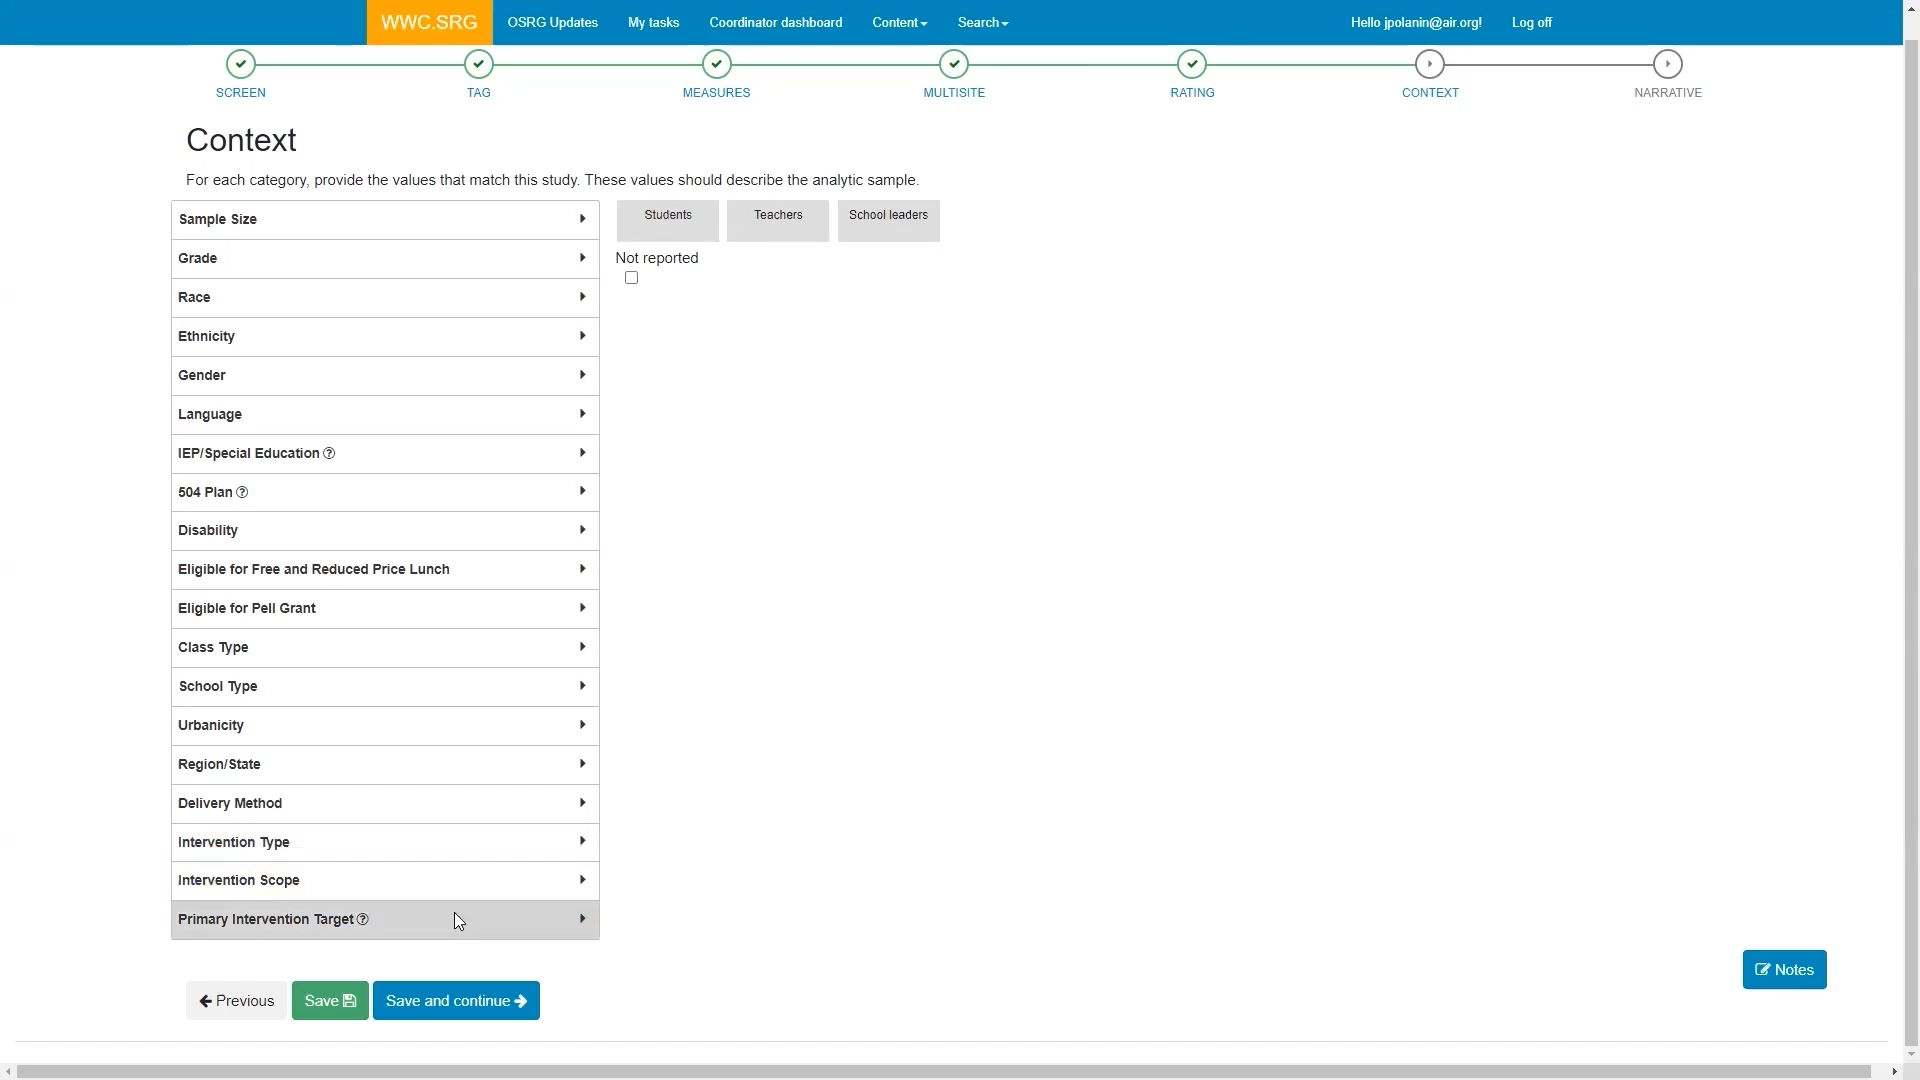 WWC.SRG OSRG Updates My tasks Coordinator dashboard Content Search Hello jpolanin@air.org! Log off
SCREEN TAG MEASURES MULTISITE RATING CONTEXT NARRATIVE
Context
For each category, provide the values that match this study. These values should describe the analytic sample.
Sample Size
Grade
Race
Ethnicity
Gender
Language
IEP/Special Education ?
504 Plan ?
Disability
Eligible for Free and Reduced Price Lunch
Eligible for Pell Grant
Class Type
School Type
Urbanicity
Region/State
Delivery Method
Intervention Type
Intervention Scope
Primary Intervention Target ?
Students Teachers School leaders
Not reported
Notes
Previous Save Save and continue